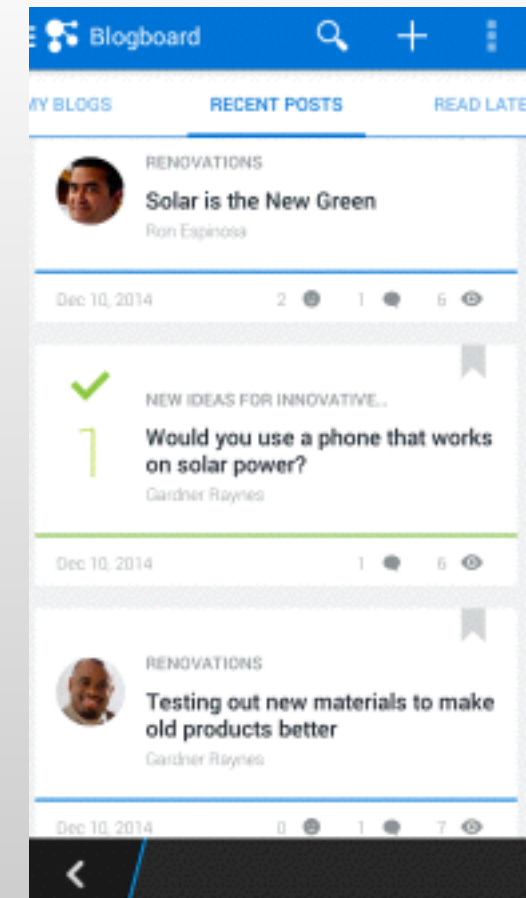 Blogboard
MY BLOGS RECENT POSTS READ LATE
RENOVATIONS
Solar is the New Green
Ron Espinosa
Dec 10, 2014 2 1 6
NEW IDEAS FOR INNOVATIVE...
1 Would you use a phone that works
on solar power?
Gardner Raynes
Dec 10, 2014 1 6
RENOVATIONS
Testing out new materials to make
old products better
Gardner Raynes
Dec 10, 2014 0 1 7